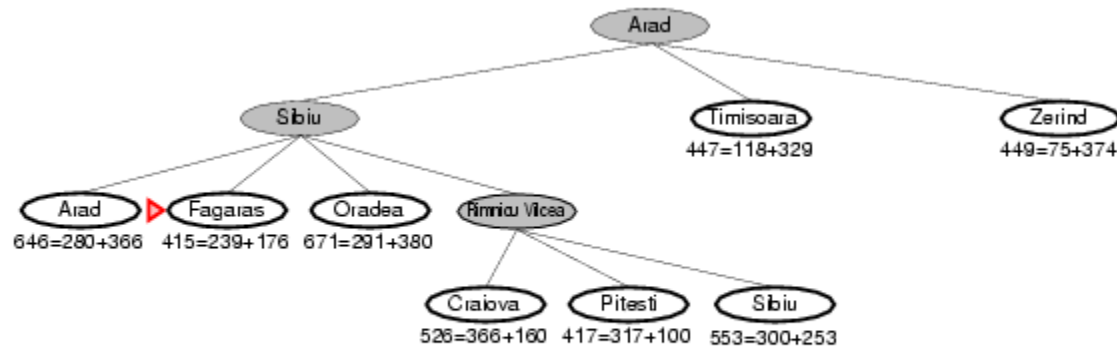 Arad
Sibiu
Timisoara
Zerind
447=118+329
449=75+374
Arad
Fagaras
Oradea
Rimnicu Vilcea
646=280+366
415=239+176
671=291+380
Craiova
Pitesti
Sibiu
526=366+160
417=317+100
553=300+253